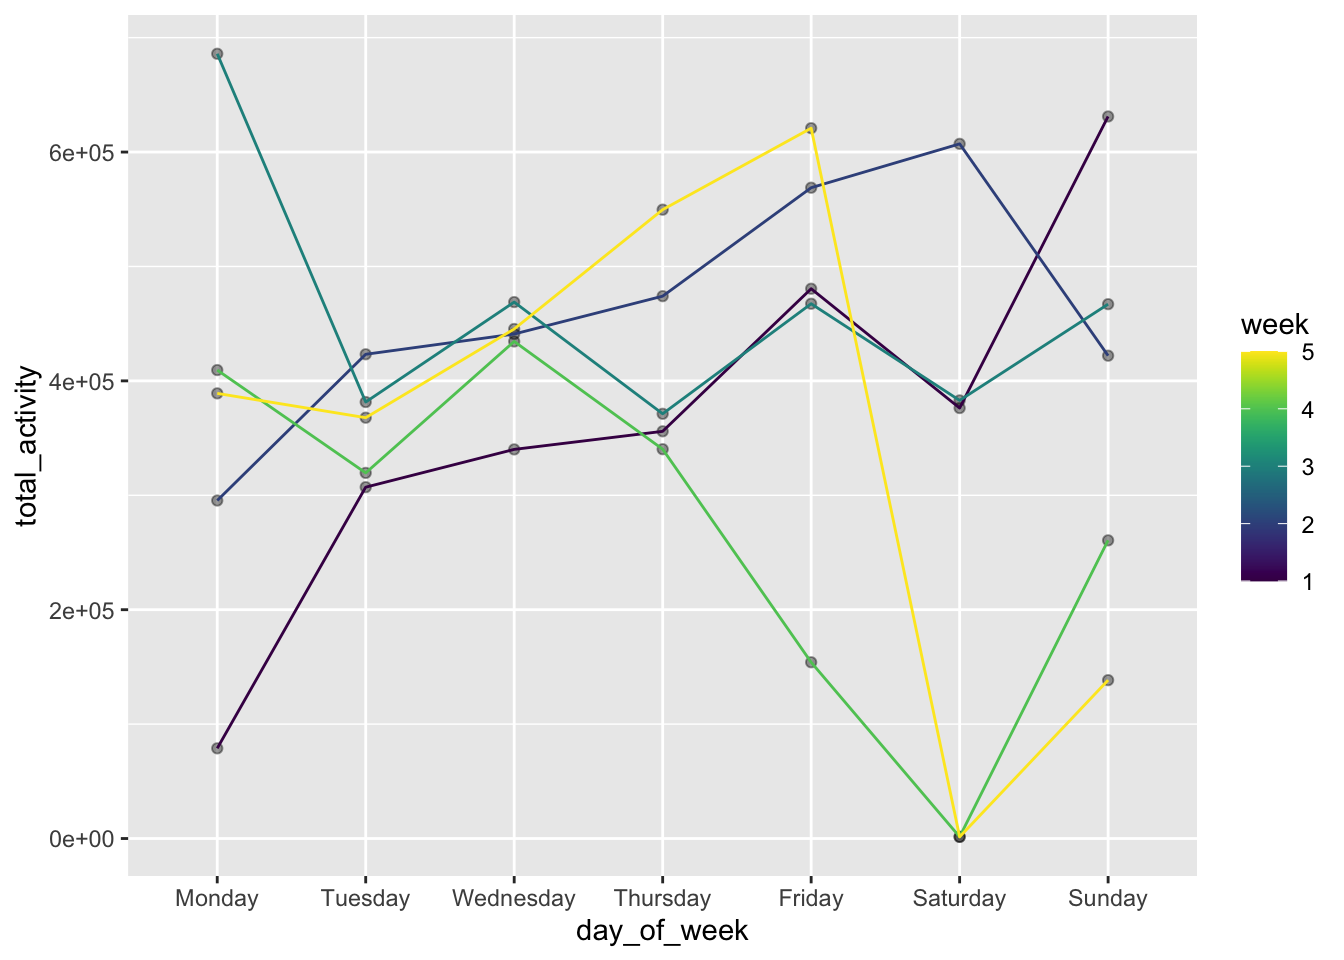 total_activity
6e+05
4e+05
2e+05
0e+00
Monday Tuesday Wednesday Thursday Friday Saturday Sunday
day_of_week
week
5
4
3
2
1